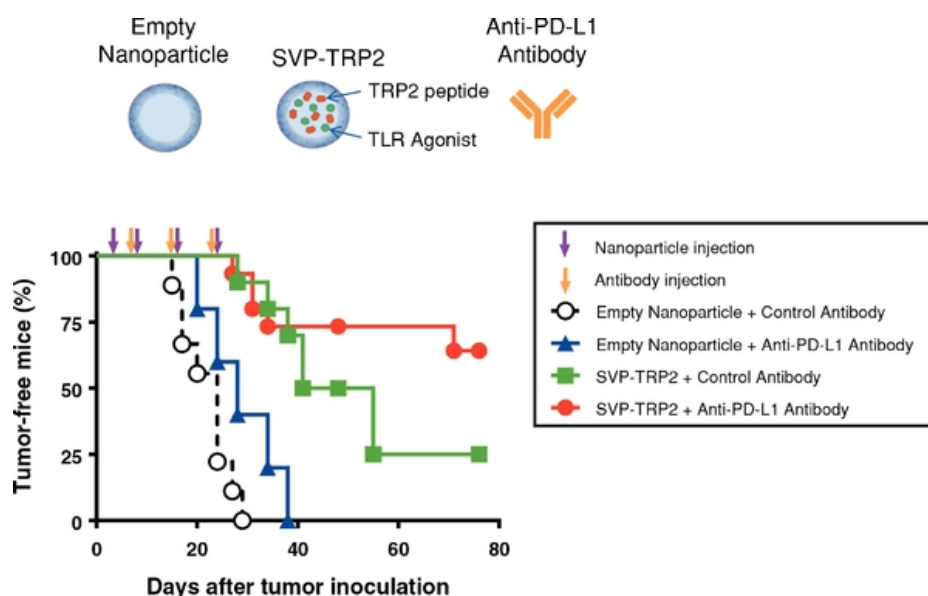 Empty
Nanoparticle
SVP-TRP2
Anti-PD-L1
Antibody
TRP2 peptide
TLR Agonist
Tumor-free mice (%)
100
75
50
25
0
0
20
40
60
80
Days after tumor inoculation
Nanoparticle injection
Antibody injection
Empty Nanoparticle + Control Antibody
Empty Nanoparticle + Anti-PD-L1 Antibody
SVP-TRP2 + Control Antibody
SVP-TRP2 + Anti-PD-L1 Antibody